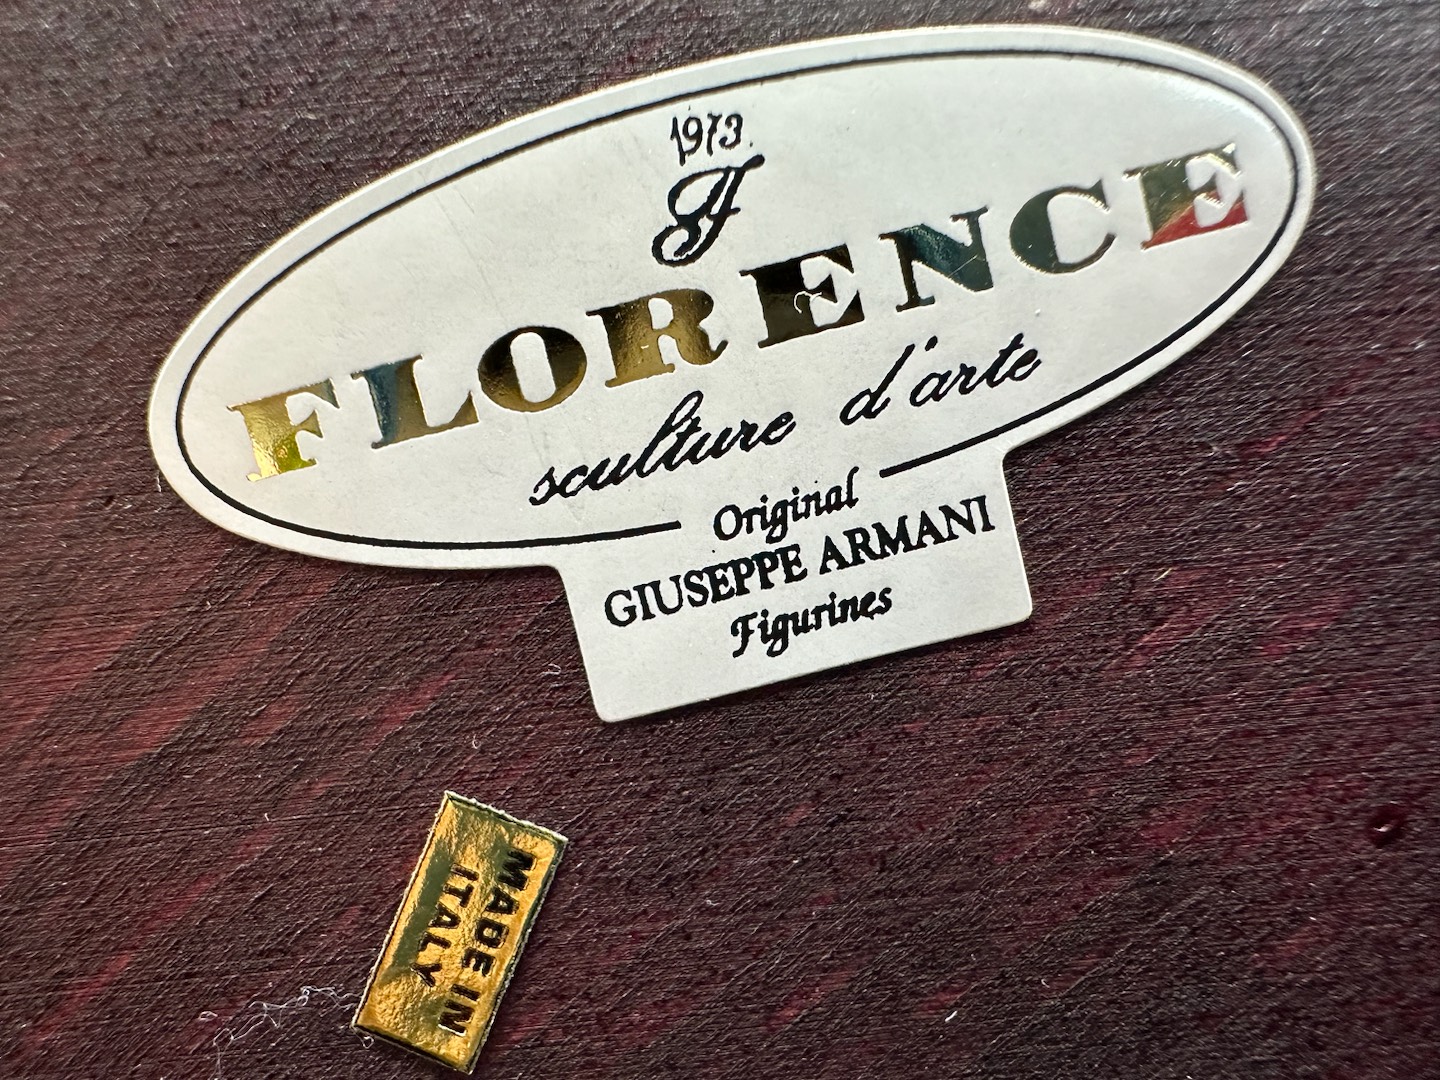 1973
F
FLORENCE
sculture d'arte
Original
GIUSEPPE ARMANI
Figurines
MADE IN
ITALY